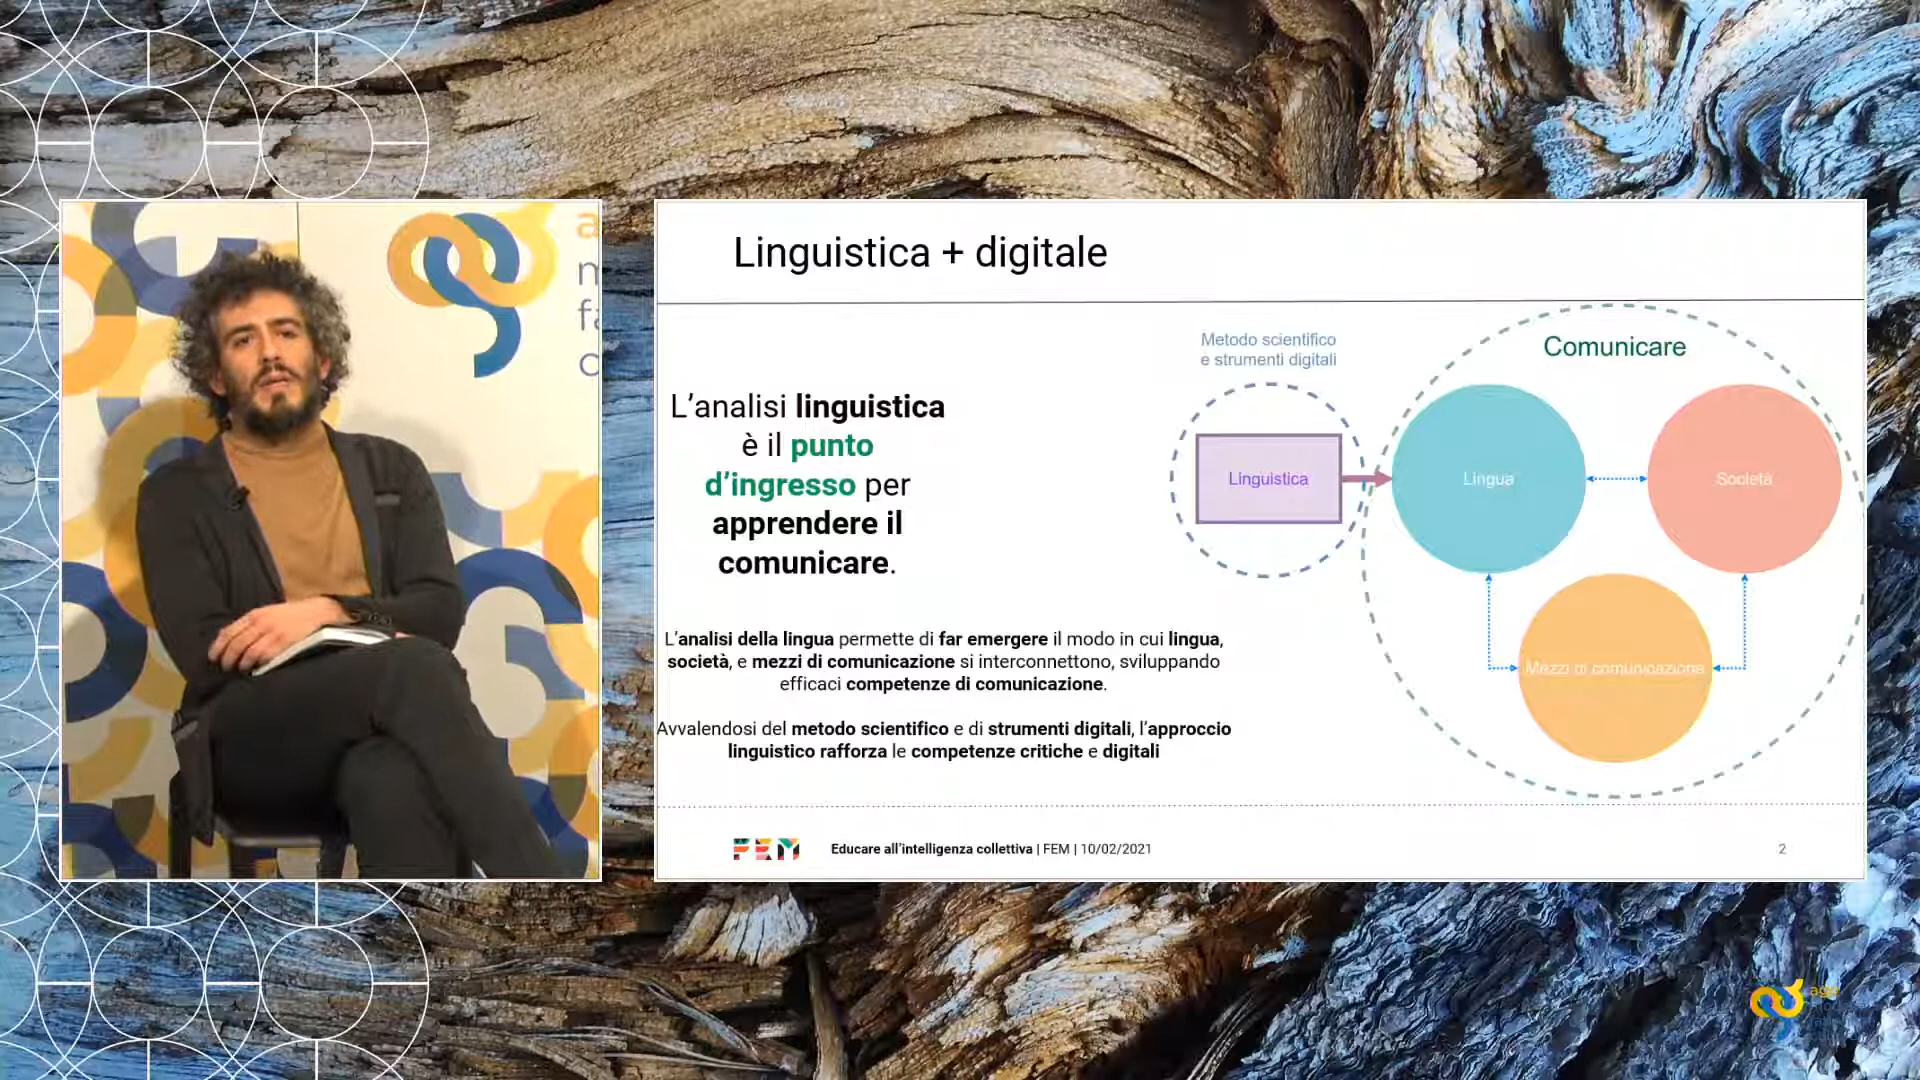 Linguistica + digitale
Metodo scientifico
e strumenti digitali
Comunicare
L'analisi linguistica
è il punto
d'ingresso per
apprendere il
comunicare.
Linguistica
Lingua
Società
Mezzi di comunicazione
L'analisi della lingua permette di far emergere il modo in cui lingua,
società, e mezzi di comunicazione si interconnettono, sviluppando
efficaci competenze di comunicazione.
Avvalendosi del metodo scientifico e di strumenti digitali, l'approccio
linguistico rafforza le competenze critiche e digitali
FEM
Educare all'intelligenza collettiva | FEM | 10/02/2021
2
ago